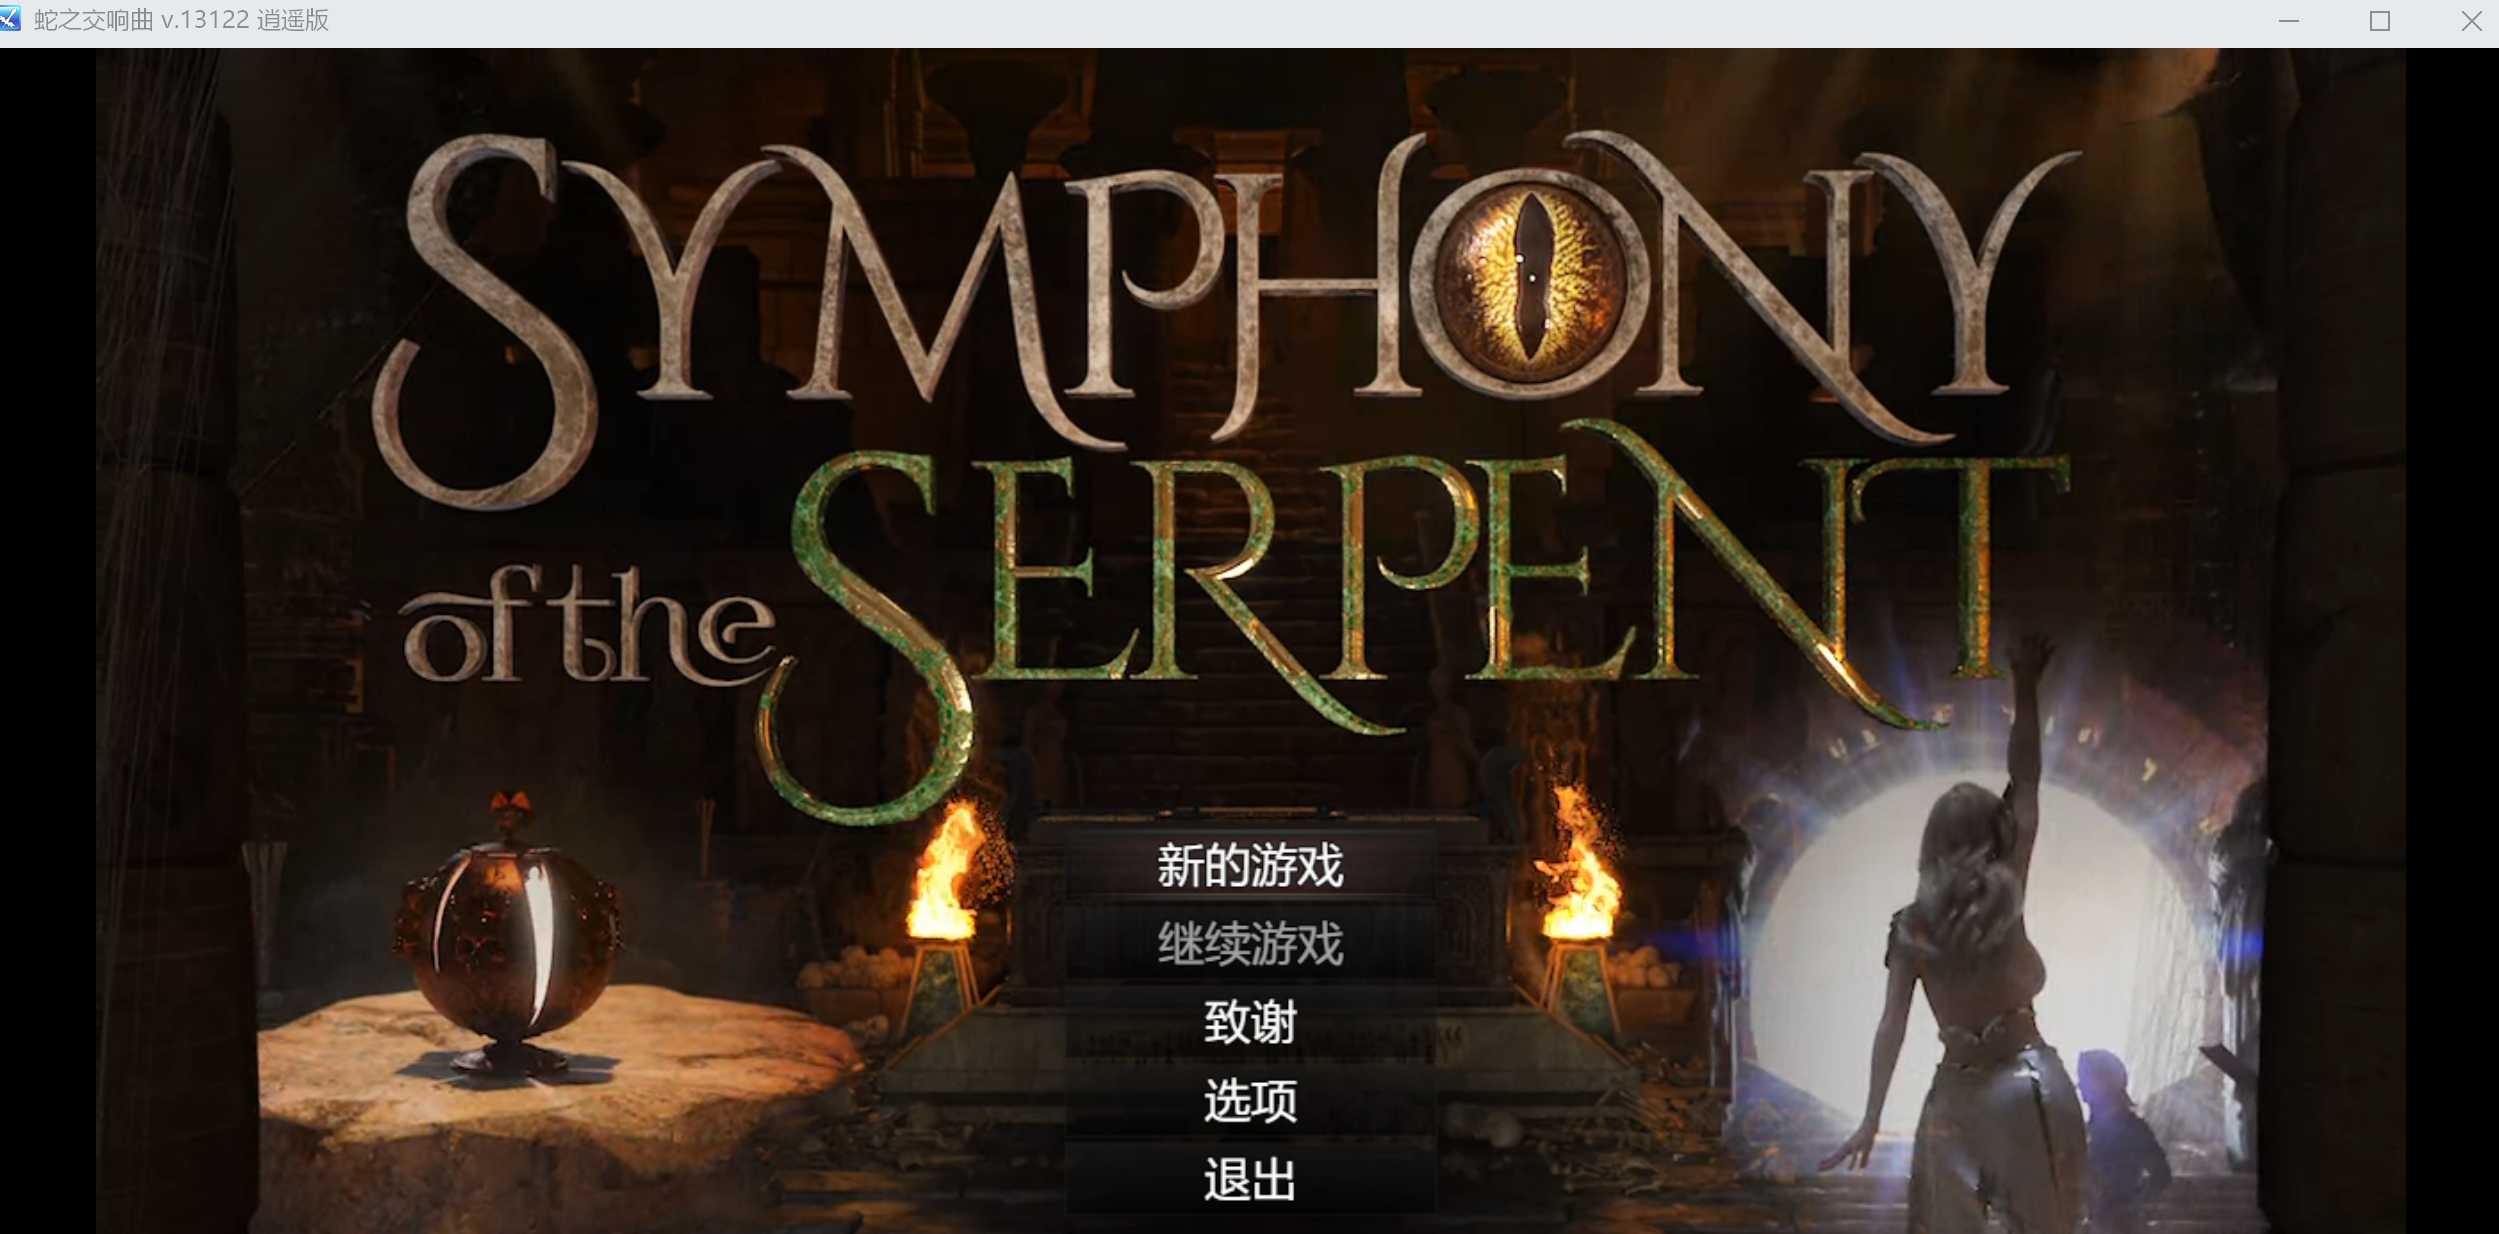 蛇之交响曲 v.13122 逍遥版
SYMPHONY
of the SERPENT
新的游戏
继续游戏
致谢
选项
退出